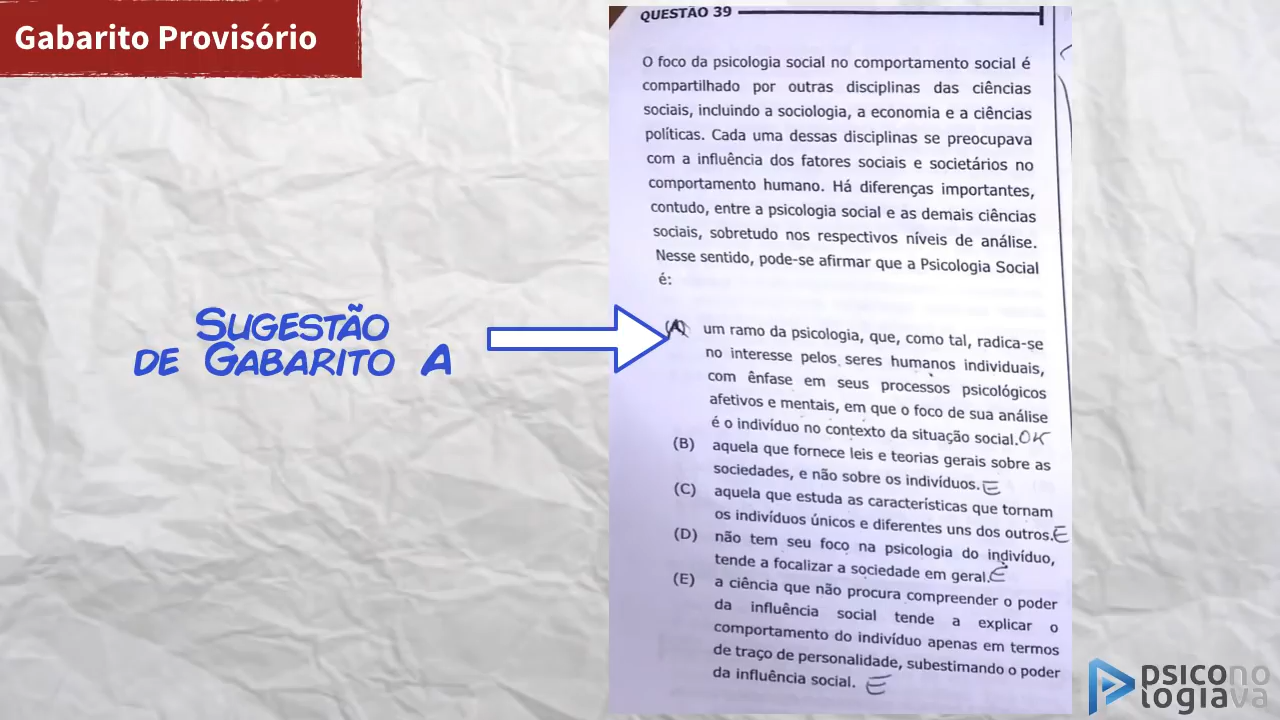 Gabarito Provisório
QUESTÃO 39
O foco da psicologia social no comportamento social é
compartilhado por outras disciplinas das ciências
sociais, incluindo a sociologia, a economia e a ciências
políticas. Cada uma dessas disciplinas se preocupava
com a influência dos fatores sociais e societários no
comportamento humano. Há diferenças importantes,
contudo, entre a psicologia social e as demais ciências
sociais, sobretudo nos respectivos níveis de análise.
Nesse sentido, pode-se afirmar que a Psicologia Social
é:
SUGESTÃO
DE GABARITO A
(A) um ramo da psicologia, que, como tal, radica-se
no interesse pelos seres humanos individuais,
com ênfase em seus processos psicológicos
afetivos e mentais, em que o foco de sua análise
é o indivíduo no contexto da situação social. OK
(B) aquela que fornece leis e teorias gerais sobre as
sociedades, e não sobre os indivíduos. E
(C) aquela que estuda as características que tornam
os indivíduos únicos e diferentes uns dos outros. E
(D) não tem seu foco na psicologia do indivíduo,
tende a focalizar a sociedade em geral. E
(E) a ciência que não procura compreender o poder
da influência social tende a explicar o
comportamento do indivíduo apenas em termos
de traço de personalidade, subestimando o poder
da influência social. E
psicono
logiava